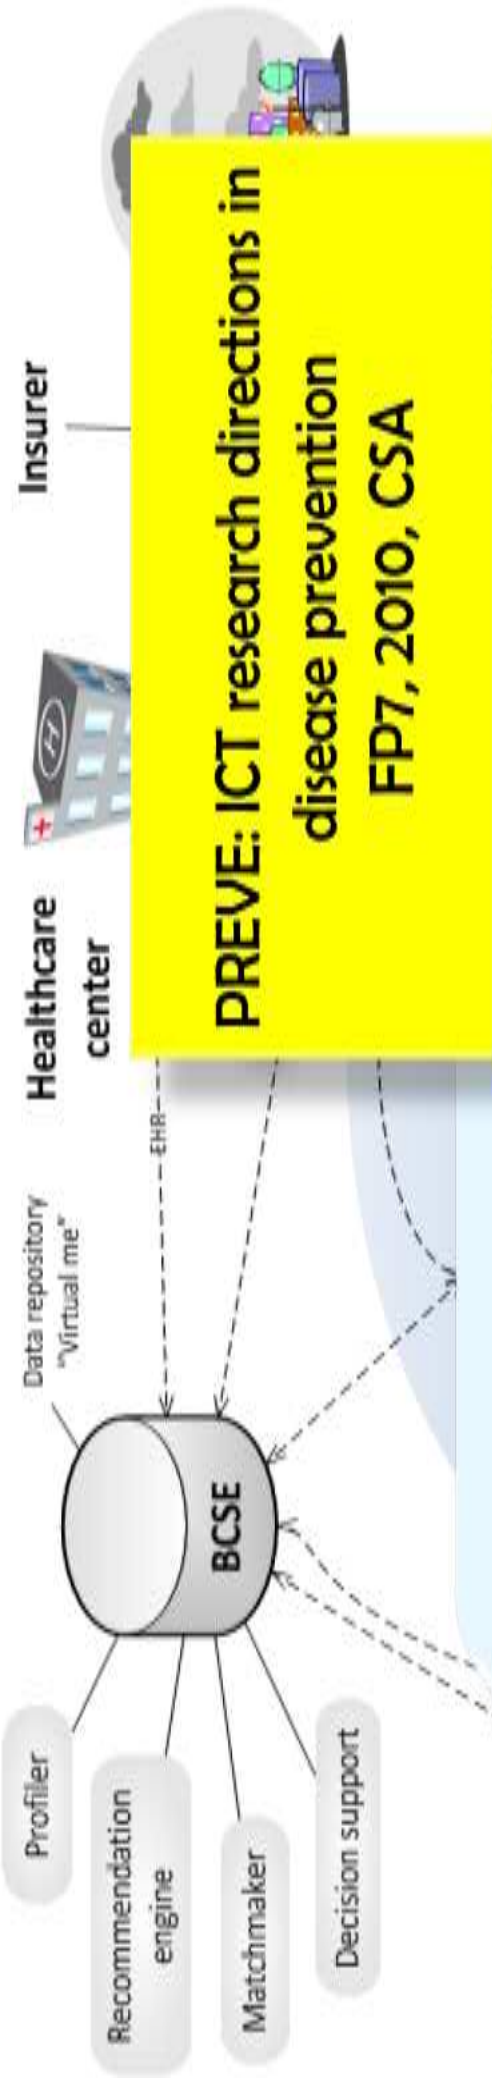 Profiler
Recommendation
engine
Matchmaker
Decision support
BCSE
Data repository
"Virtual me"
EHR
Healthcare
center
H
Insurer
PREVE: ICT research directions in
disease prevention
FP7, 2010, CSA